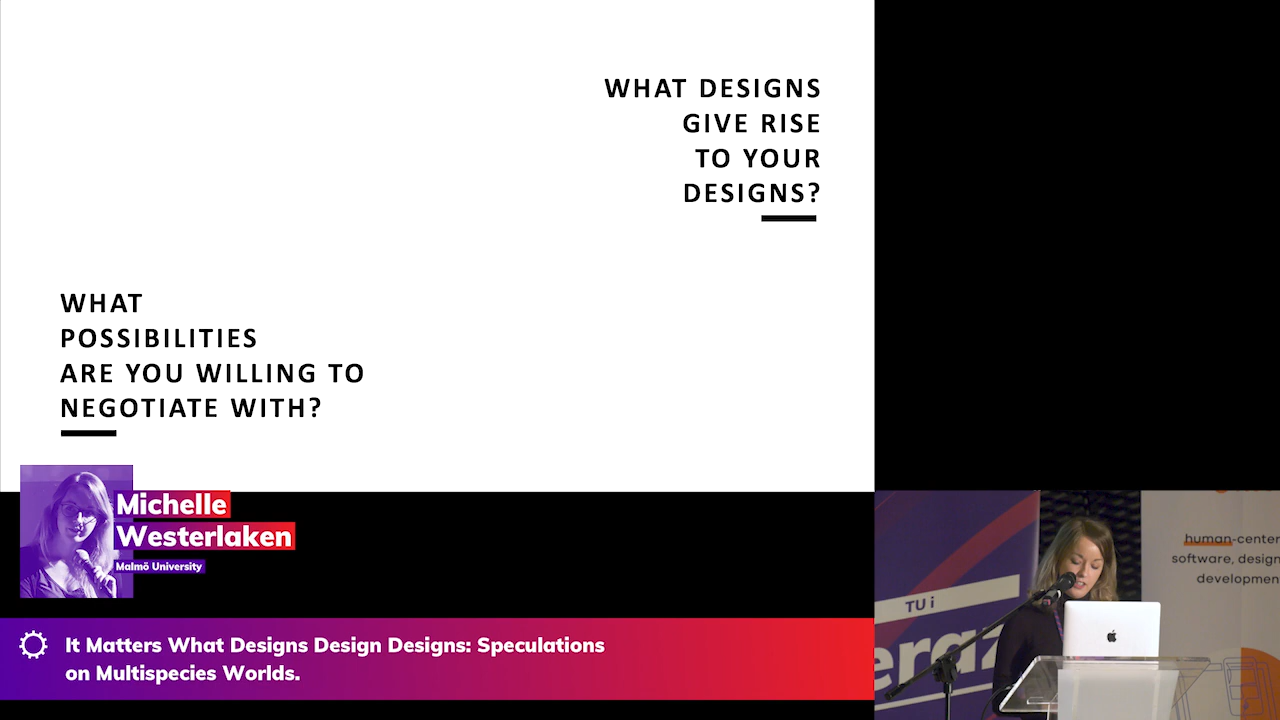 WHAT DESIGNS
GIVE RISE
TO YOUR
DESIGNS?
WHAT
POSSIBILITIES
ARE YOU WILLING TO
NEGOTIATE WITH?
Michelle
Westerlaken
Malmö University
It Matters What Designs Design Designs: Speculations
on Multispecies Worlds.
TU i
human-center
software, design
developmen